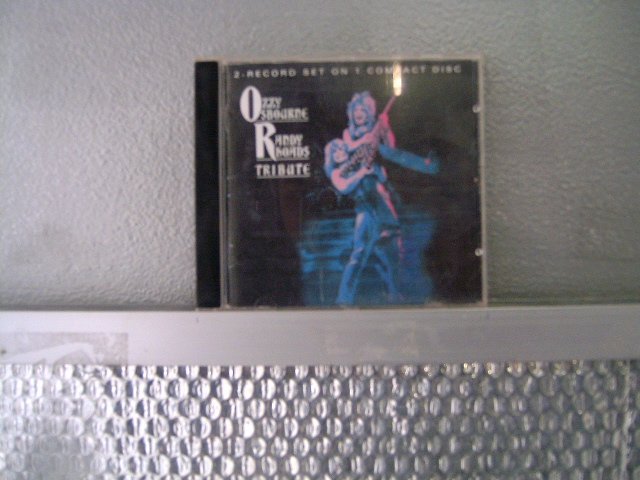 2-RECORD SET ON 1 COMPACT DISC
OZZY
OSBOURNE
RANDY
RHOADS
TRIBUTE